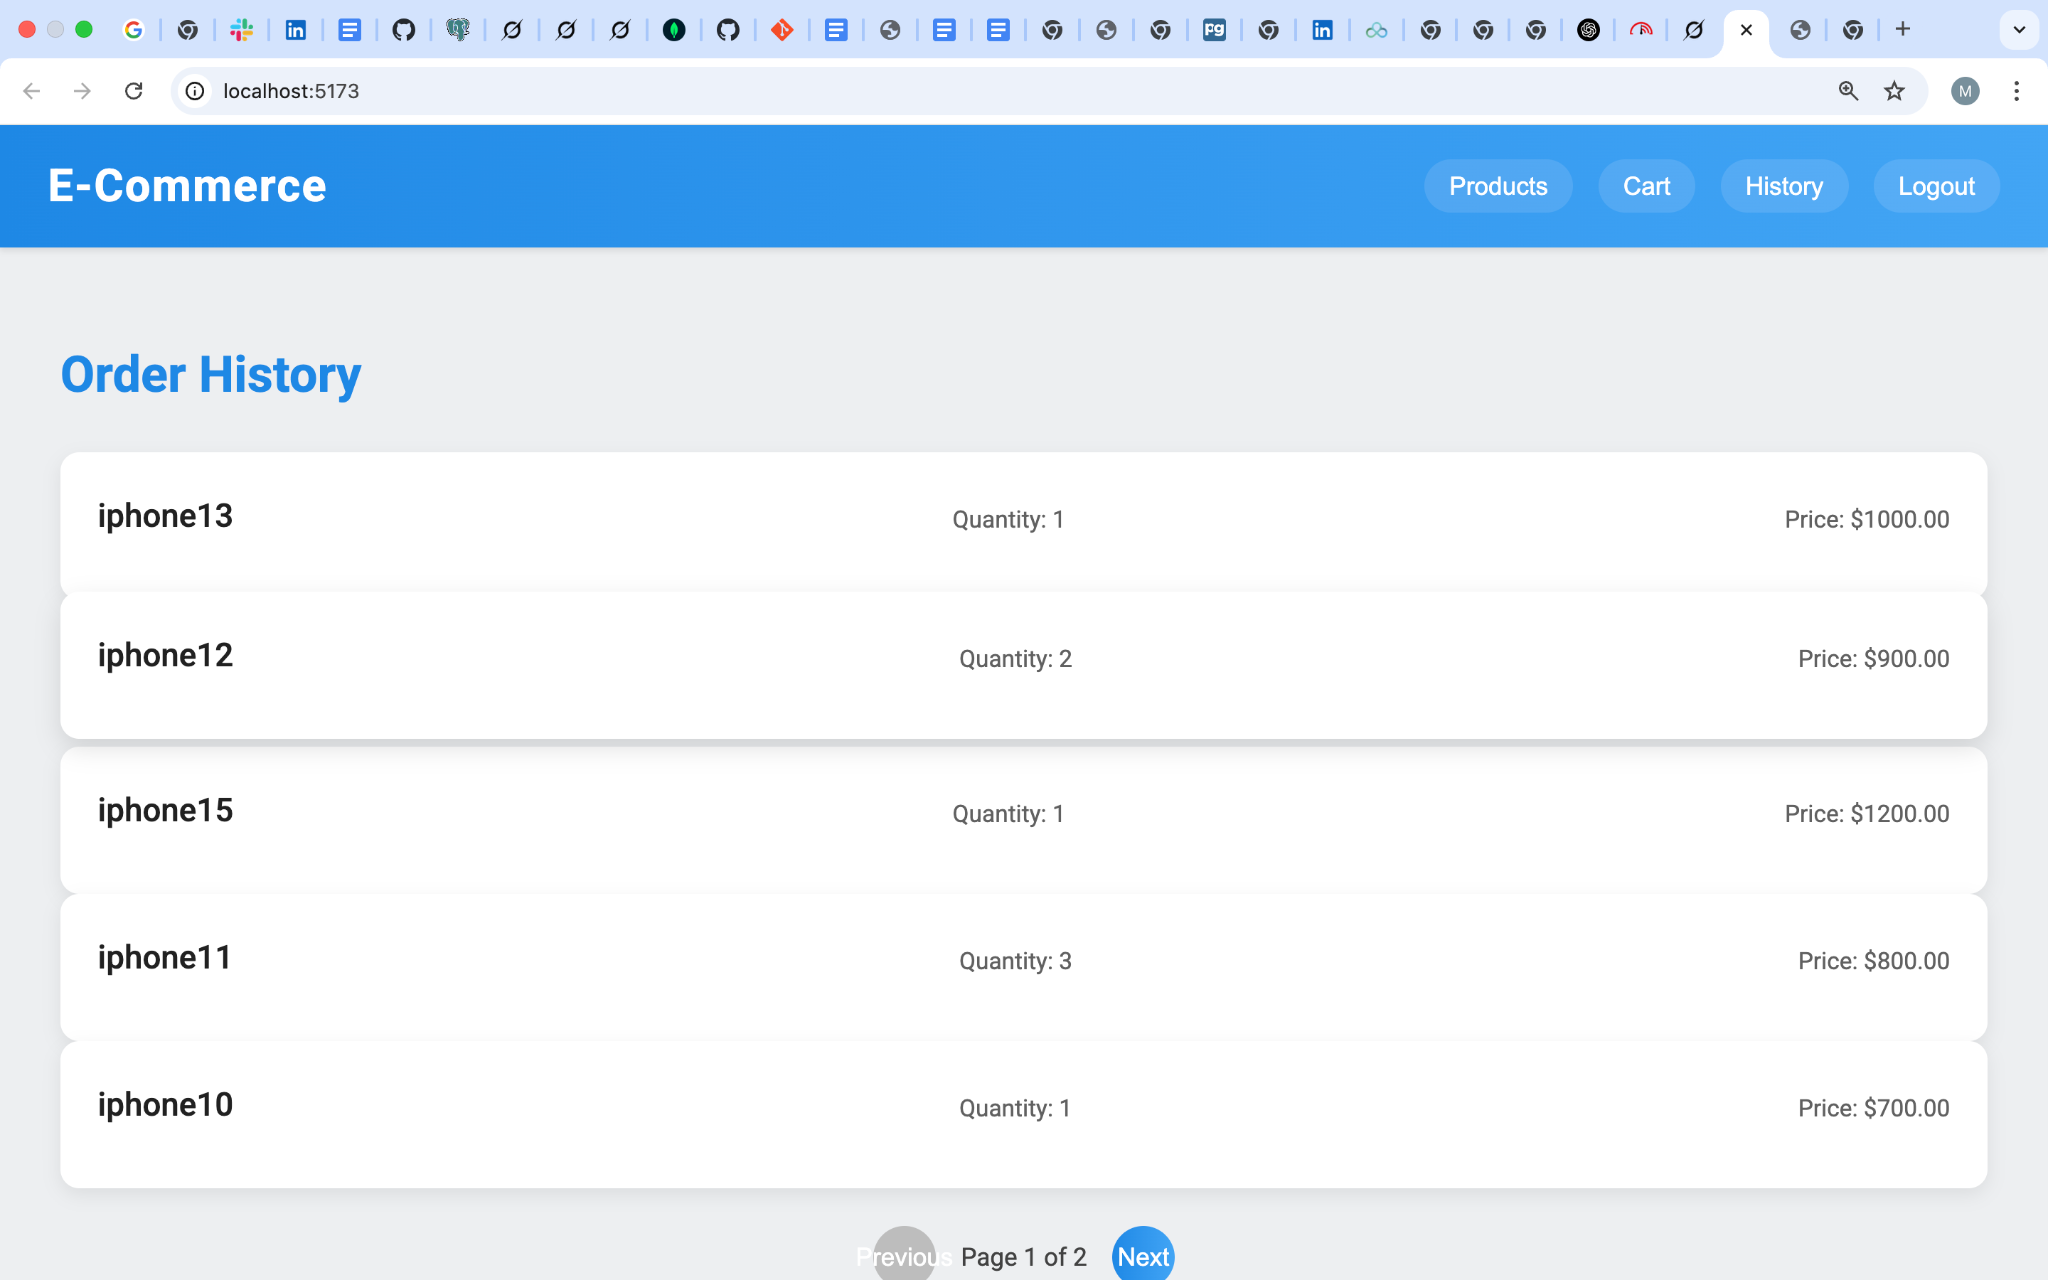 localhost:5173
M
E-Commerce
Products
Cart
History
Logout
Order History
iphone13
Quantity: 1
Price: $1000.00
iphone12
Quantity: 2
Price: $900.00
iphone15
Quantity: 1
Price: $1200.00
iphone11
Quantity: 3
Price: $800.00
iphone10
Quantity: 1
Price: $700.00
Previous
Page 1 of 2
Next